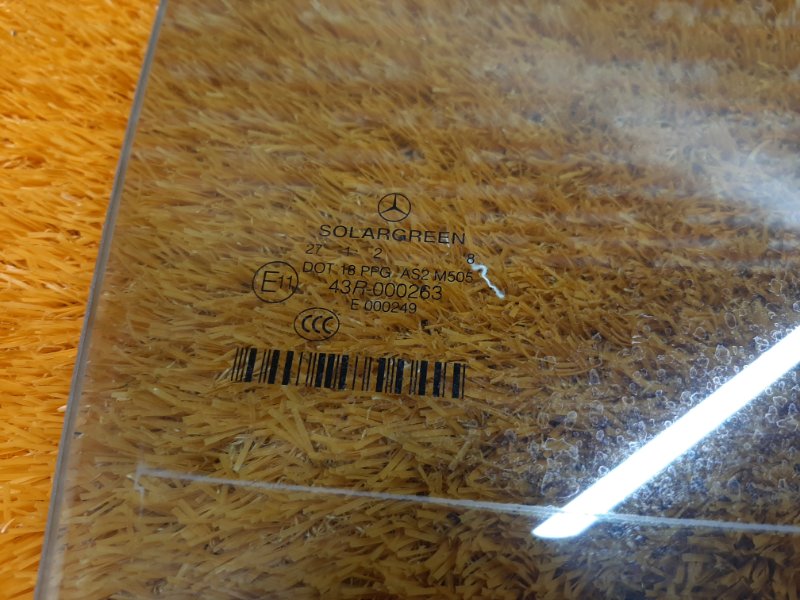 SOLARGREEN
27 1 2 8
DOT 18 PPG AS2 M505
E11
43R-000263
E 000249
CCC